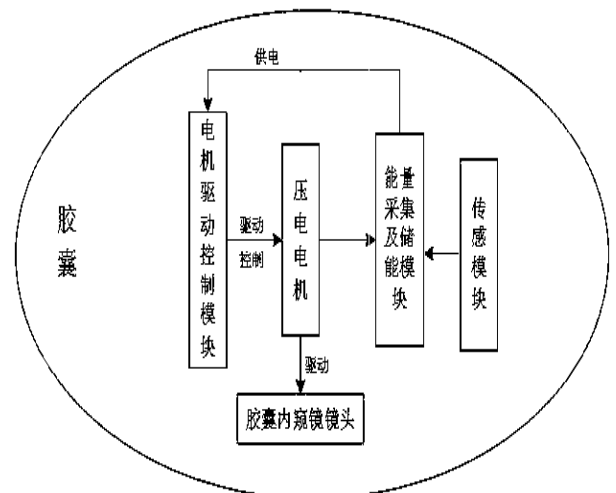 供电
电机驱动控制模块
驱动
控制
压电电机
能量
采集
及储
能模
块
传感模块
胶囊
驱动
胶囊内窥镜镜头